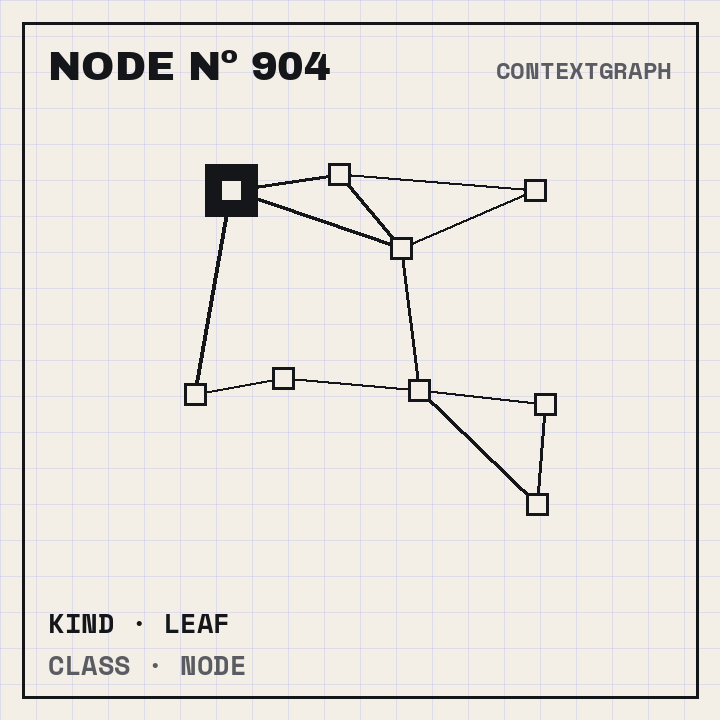 NODE Nº 904
CONTEXTGRAPH
KIND · LEAF
CLASS · NODE